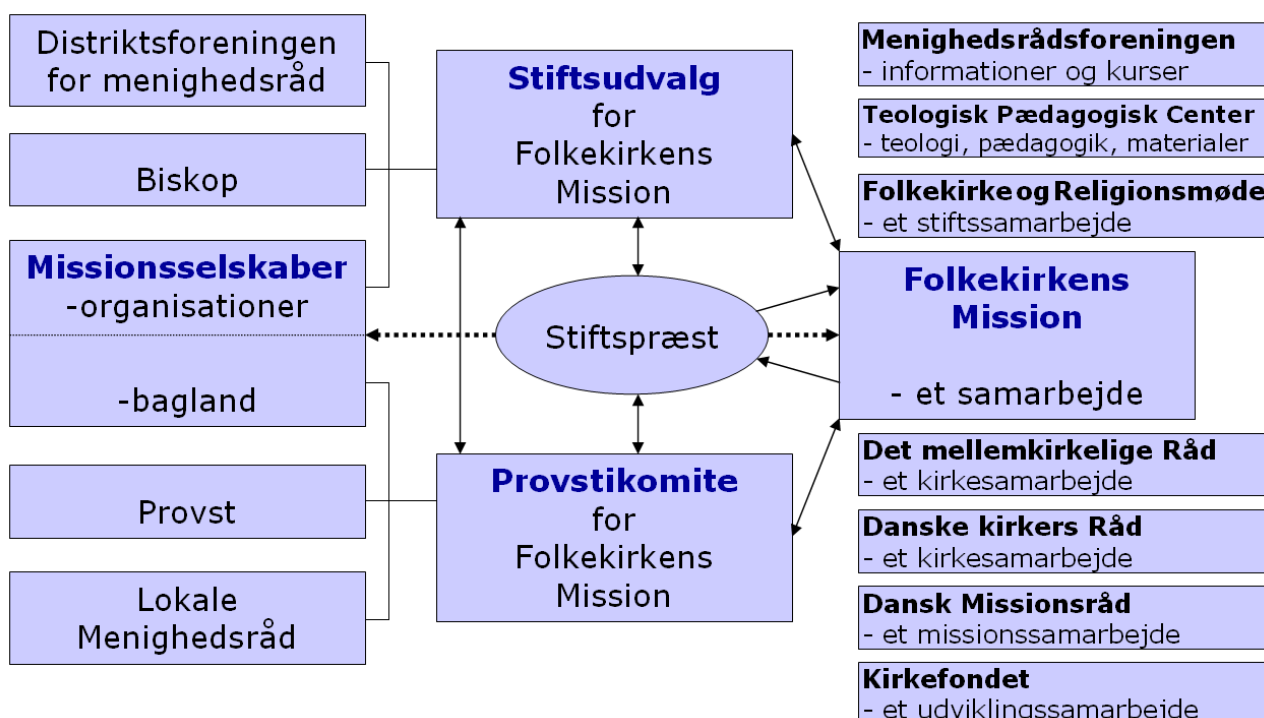 Distriktsforeningen
for menighedsråd
Biskop
Missionsselskaber
-organisationer
-bagland
Provst
Lokale
Menighedsråd
Stiftsudvalg
for
Folkekirkens
Mission
Stiftspræst
Provstikomite
for
Folkekirkens
Mission
Menighedsrådsforeningen
- informationer og kurser
Teologisk Pædagogisk Center
- teologi, pædagogik, materialer
Folkekirke og Religionsmøde
- et stiftssamarbejde
Folkekirkens
Mission
- et samarbejde
Det mellemkirkelige Råd
- et kirkesamarbejde
Danske kirkers Råd
- et kirkesamarbejde
Dansk Missionsråd
- et missionssamarbejde
Kirkefondet
- et udviklingssamarbejde